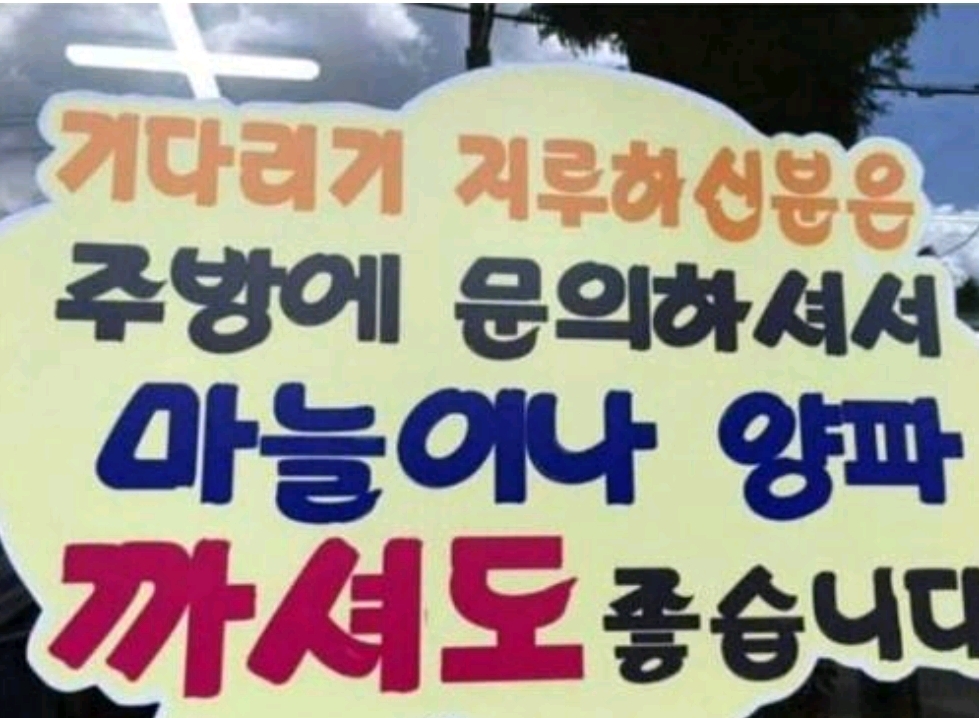 기다리기 지루하신분은
주방에 문의하셔서
마늘이나 양파
까셔도 좋습니다